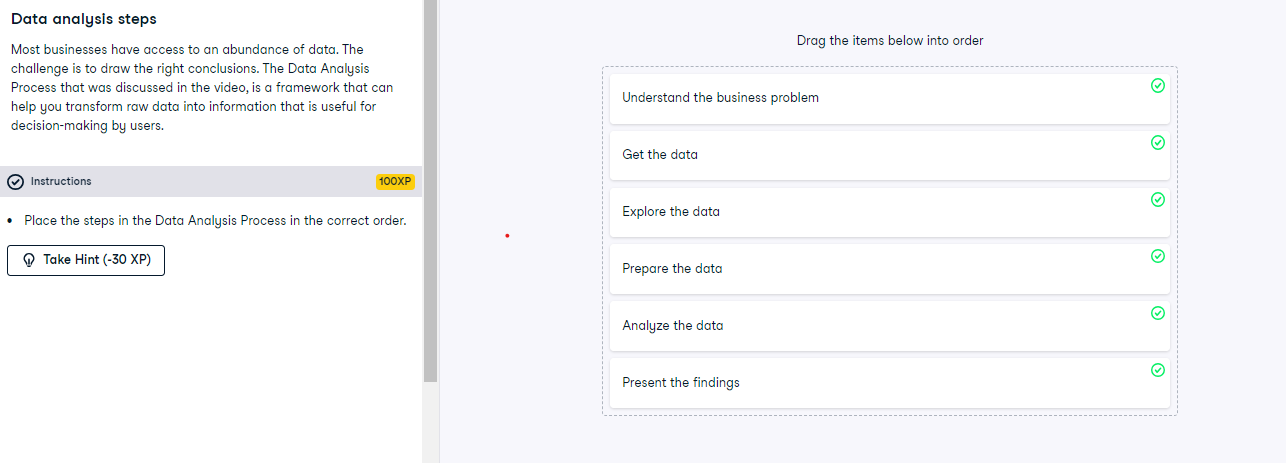 Data analysis steps
Most businesses have access to an abundance of data. The
challenge is to draw the right conclusions. The Data Analysis
Process that was discussed in the video, is a framework that can
help you transform raw data into information that is useful for
decision-making by users.
Instructions
100XP
Place the steps in the Data Analysis Process in the correct order.
Take Hint (-30 XP)
Drag the items below into order
Understand the business problem
Get the data
Explore the data
Prepare the data
Analyze the data
Present the findings